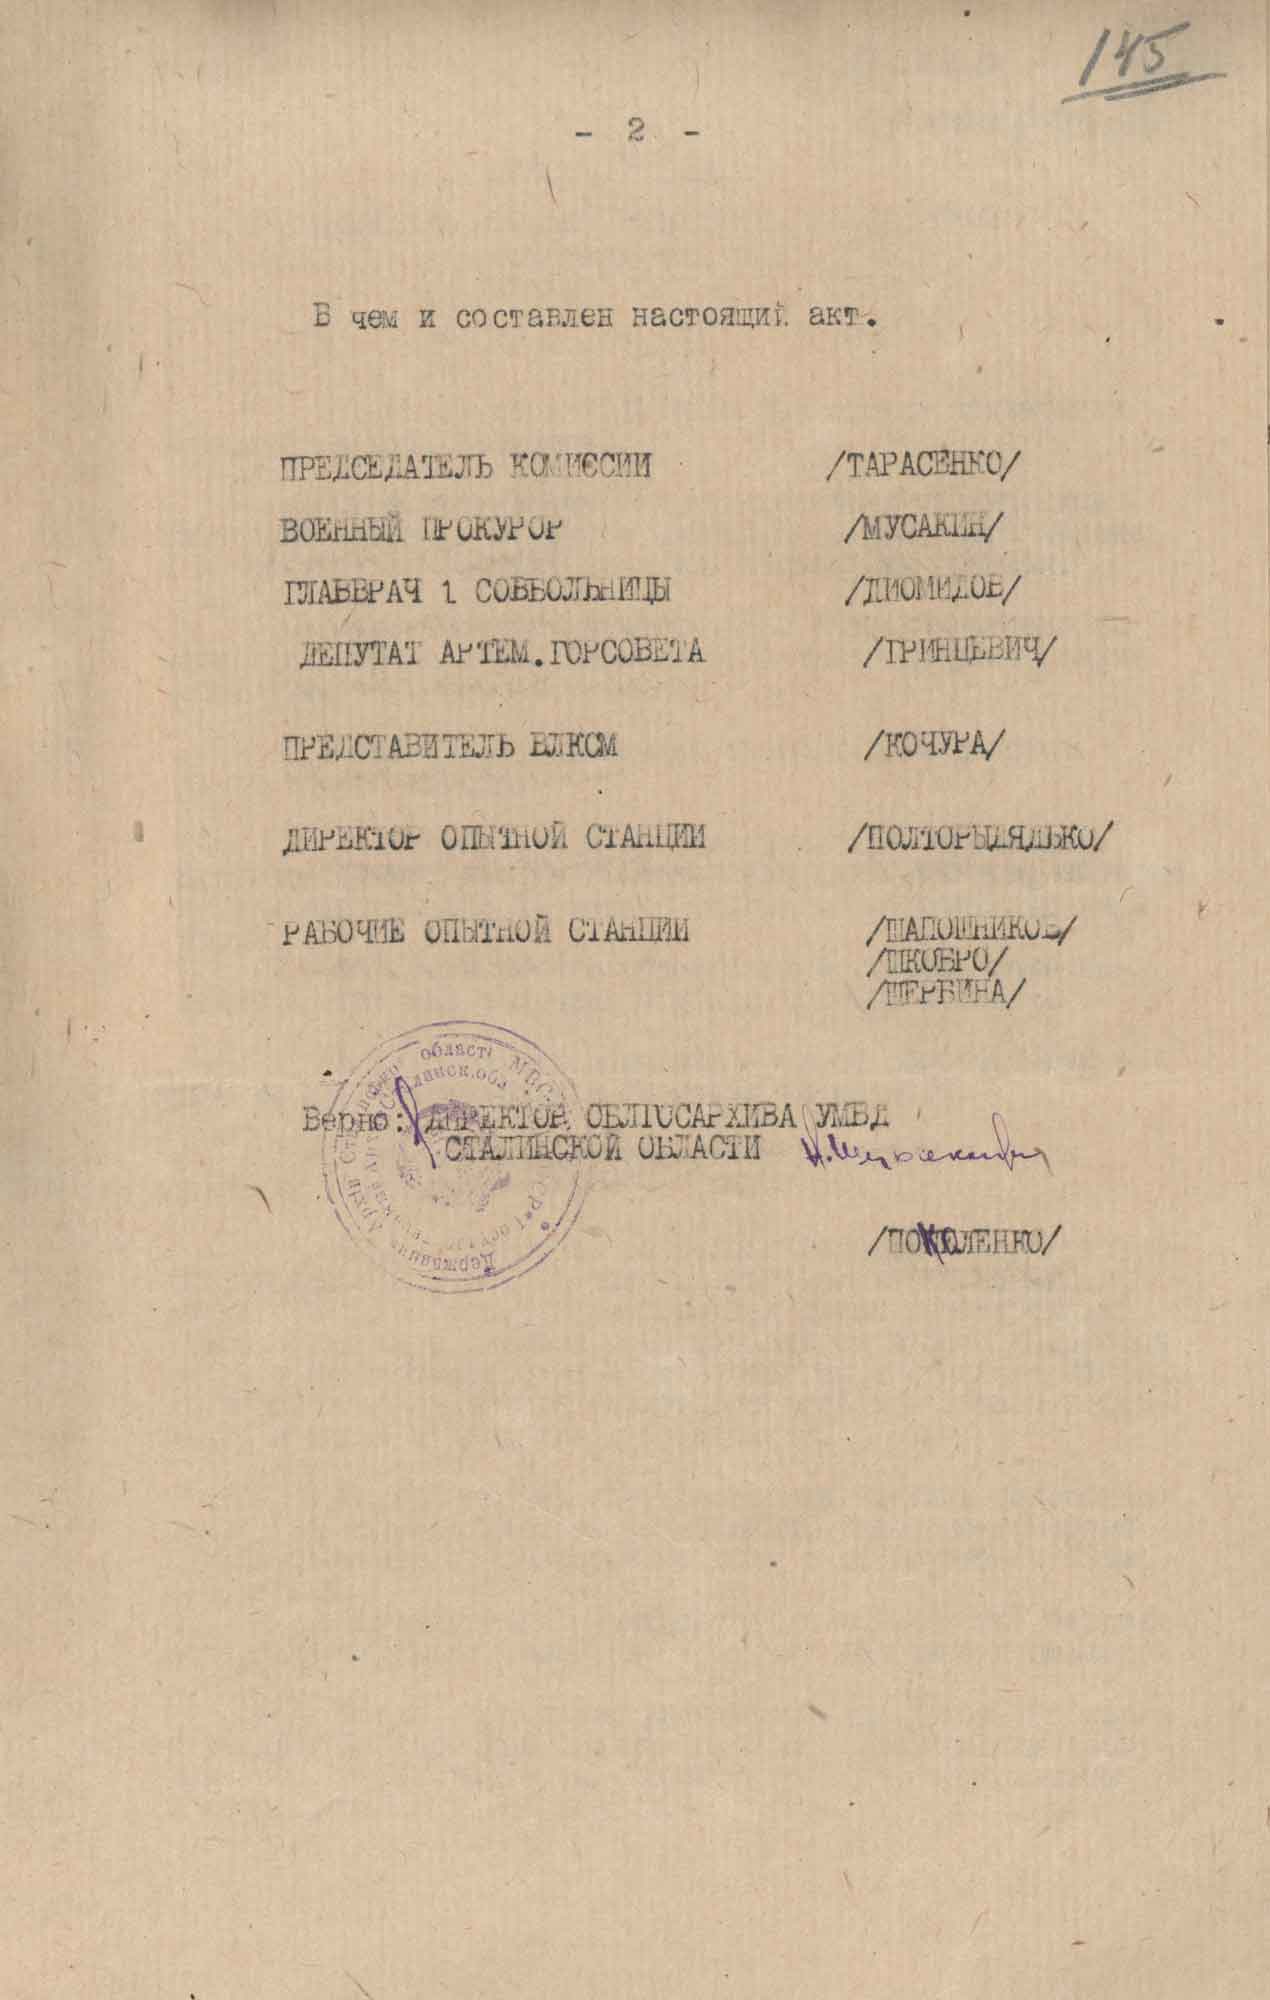 145
- 2 -
В чем и составлен настоящий акт.
ПРЕДСЕДАТЕЛЬ КОМИССИИ /ТАРАСЕНКО/
ВОЕННЫЙ ПРОКУРОР /МУСАКИН/
ГЛАВВРАЧ 1 СОВБОЛЬНИЦЫ /ДИОМИДОВ/
ДЕПУТАТ АРТЕМ.ГОРСОВЕТА /ГРИНЦЕВИЧ/
ПРЕДСТАВИТЕЛЬ ВЛКСМ /КОЧУРА/
ДИРЕКТОР ОПЫТНОЙ СТАНЦИИ /ПОЛТОРЫДЯДЬКО/
РАБОЧИЕ ОПЫТНОЙ СТАНЦИИ /ШАПОШНИКОВ/
/ШКОБРО/
/ЩЕРБИНА/
Верно: ДИРЕКТОР ОБЛГОСАРХИВА УМВД
СТАЛИНСКОЙ ОБЛАСТИ
області
Державний